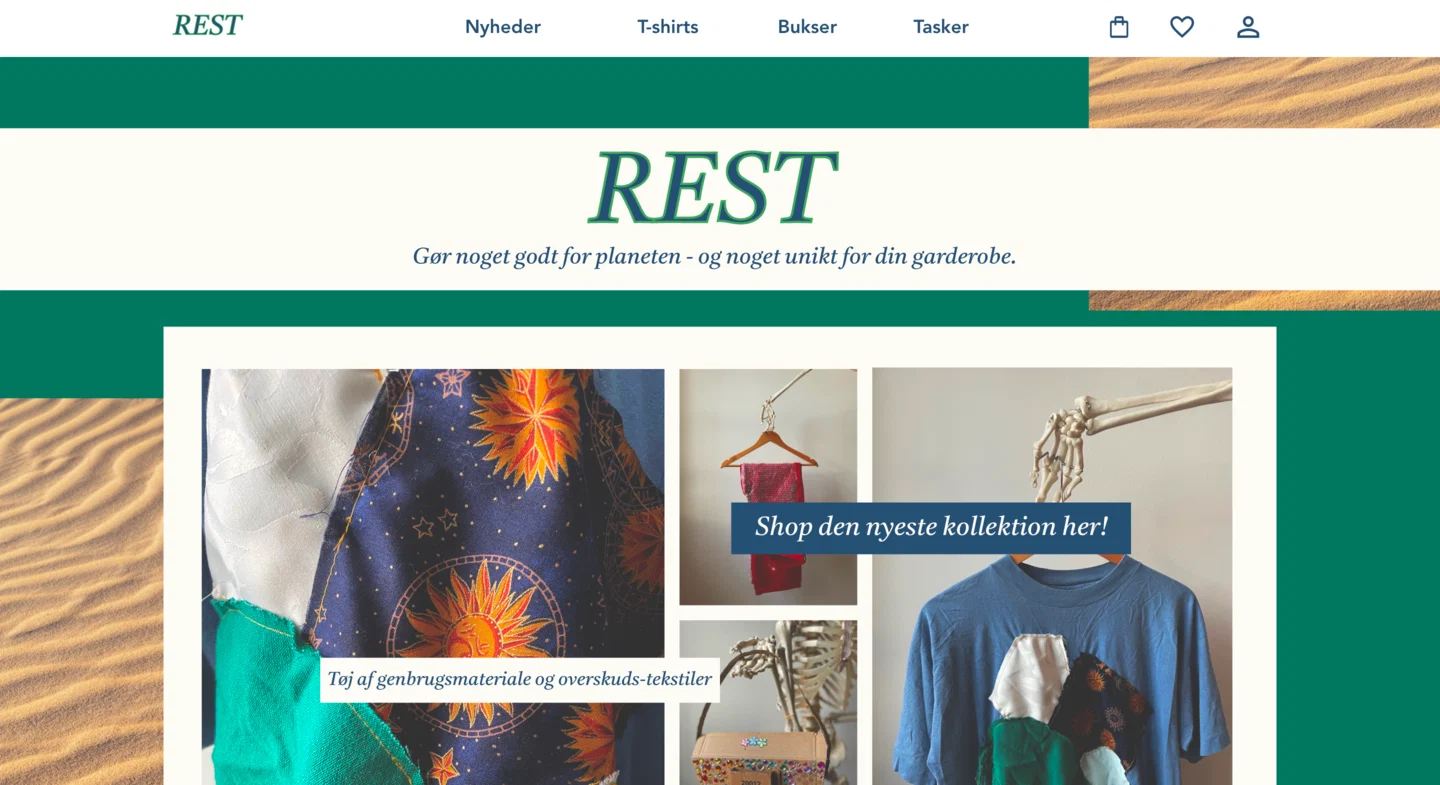 REST
Nyheder
T-shirts
Bukser
Tasker
REST
Gør noget godt for planeten - og noget unikt for din garderobe.
Shop den nyeste kollektion her!
Tøj af genbrugsmateriale og overskuds-tekstiler